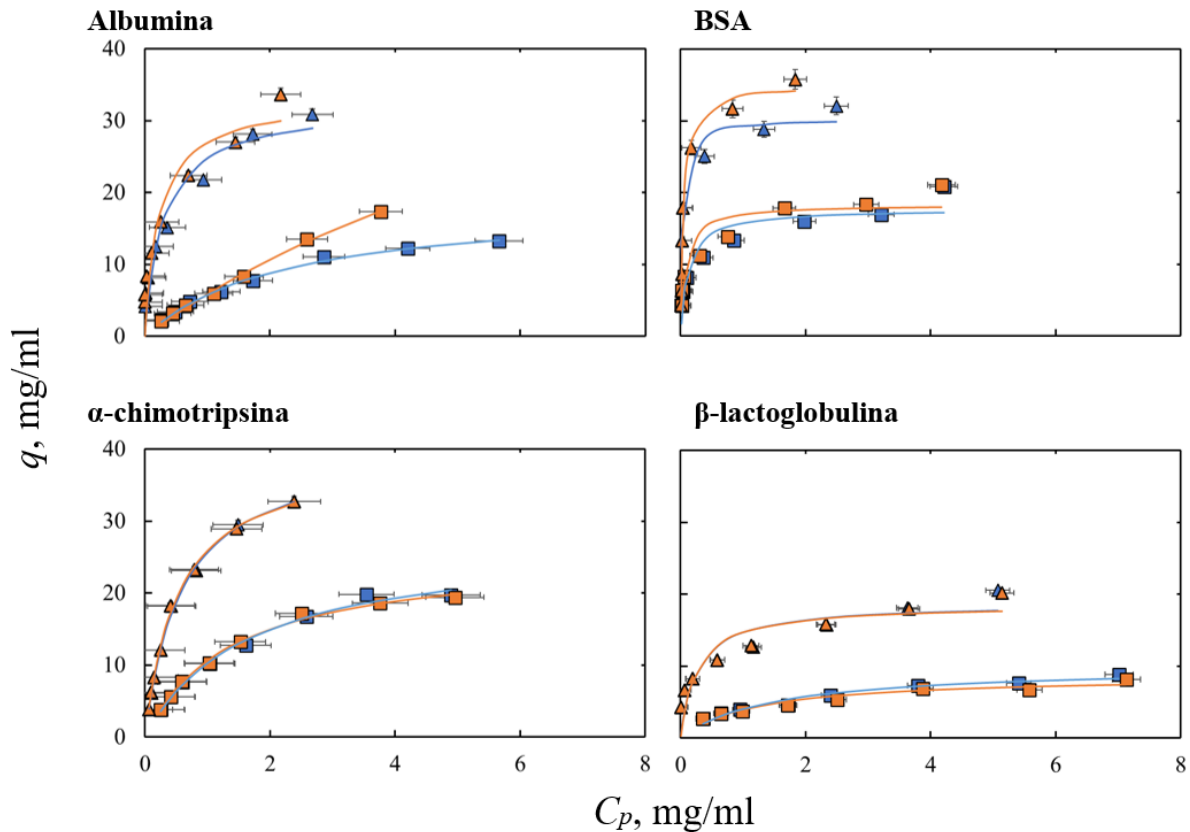 Albumina
BSA
40
30
20
10
0
α-chimotripsina
β-lactoglobulina
q, mg/ml
40
30
20
10
0
0 2 4 6 8
0 2 4 6 8
Cp, mg/ml